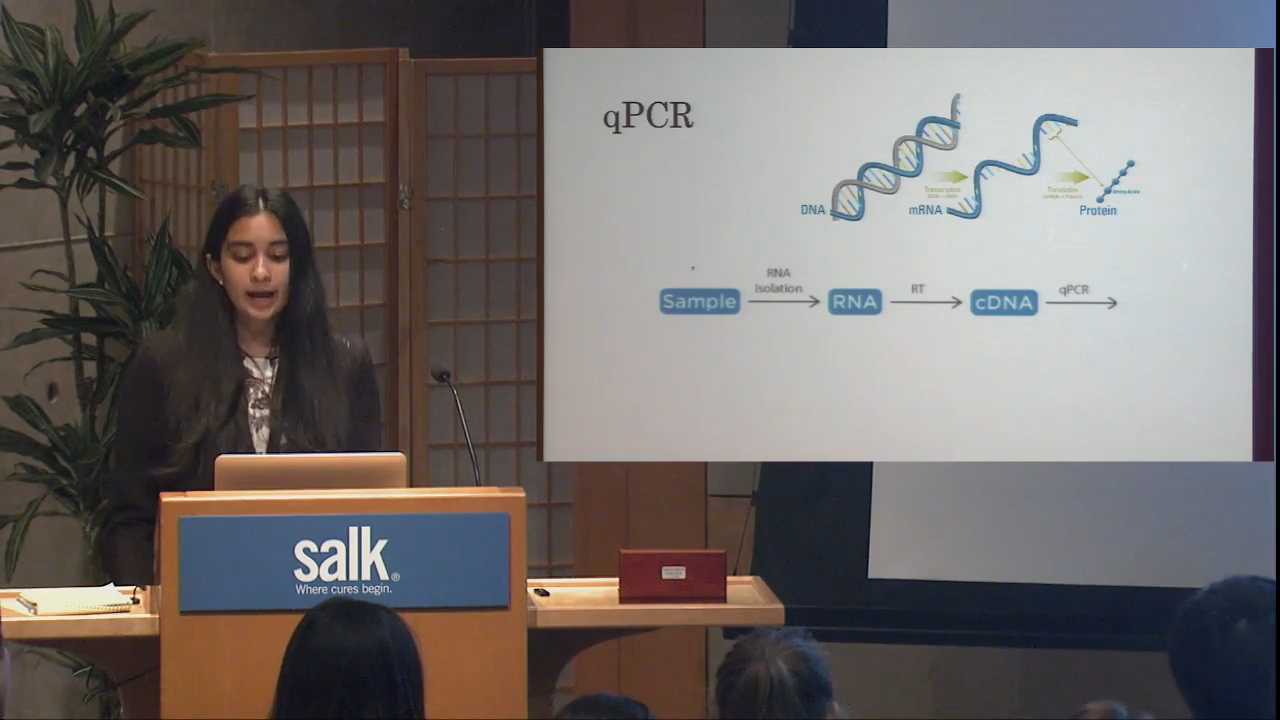 qPCR
DNA
Transcription
mRNA
Translation
Protein
Sample
RNA
Isolation
RNA
RT
cDNA
qPCR
salk®
Where cures begin.